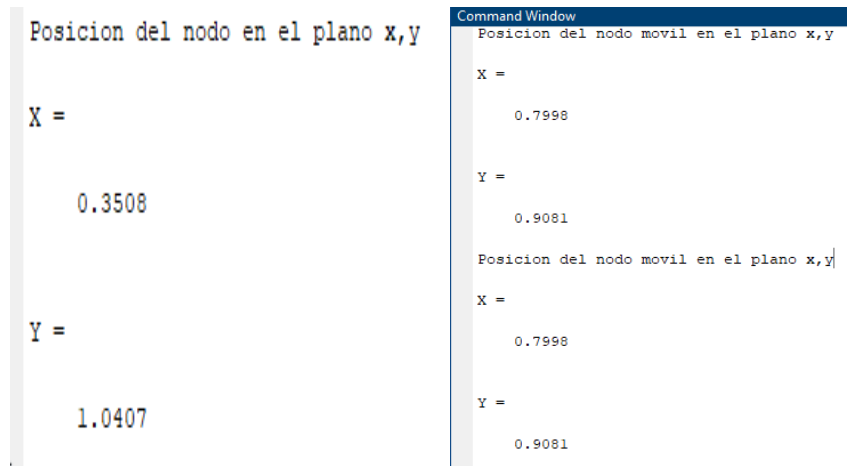 Posicion del nodo en el plano x,y
X =
0.3508
Y =
1.0407
Command Window
Posicion del nodo movil en el plano x,y
X =
0.7998
Y =
0.9081
Posicion del nodo movil en el plano x,y
X =
0.7998
Y =
0.9081